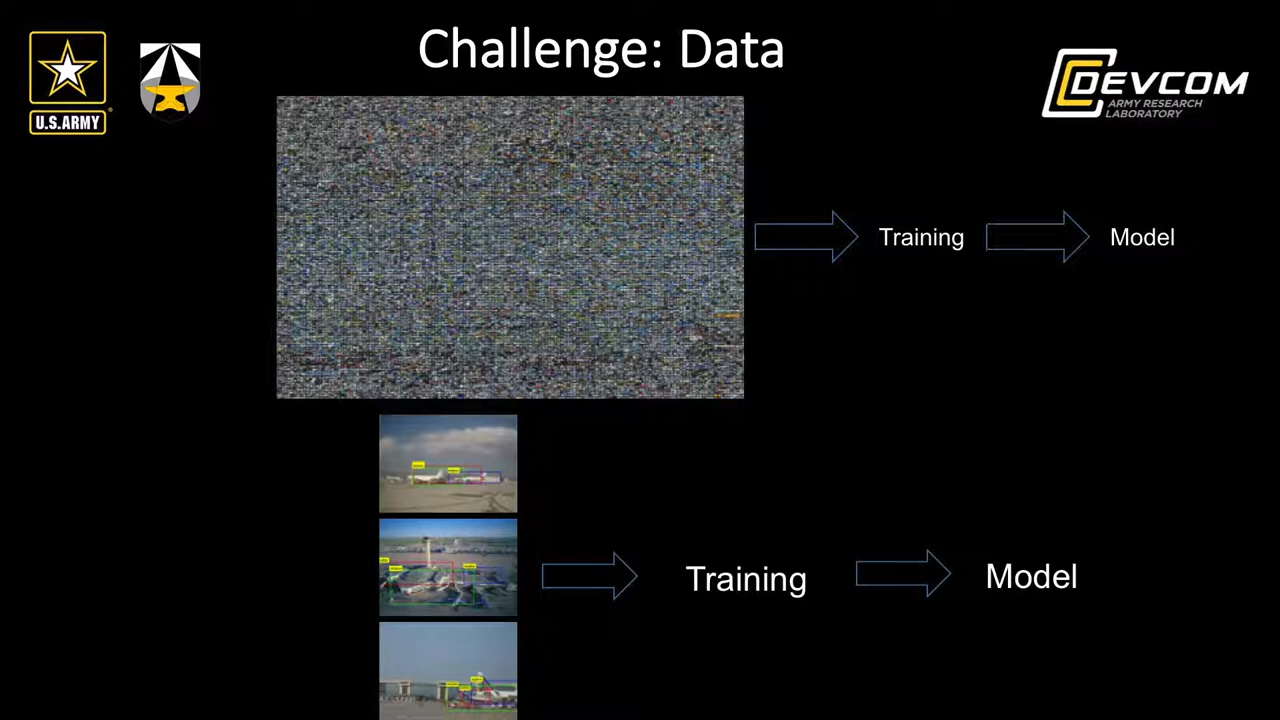 Challenge: Data
U.S.ARMY
DEVCOM
ARMY RESEARCH
LABORATORY
Training
Model
Training
Model